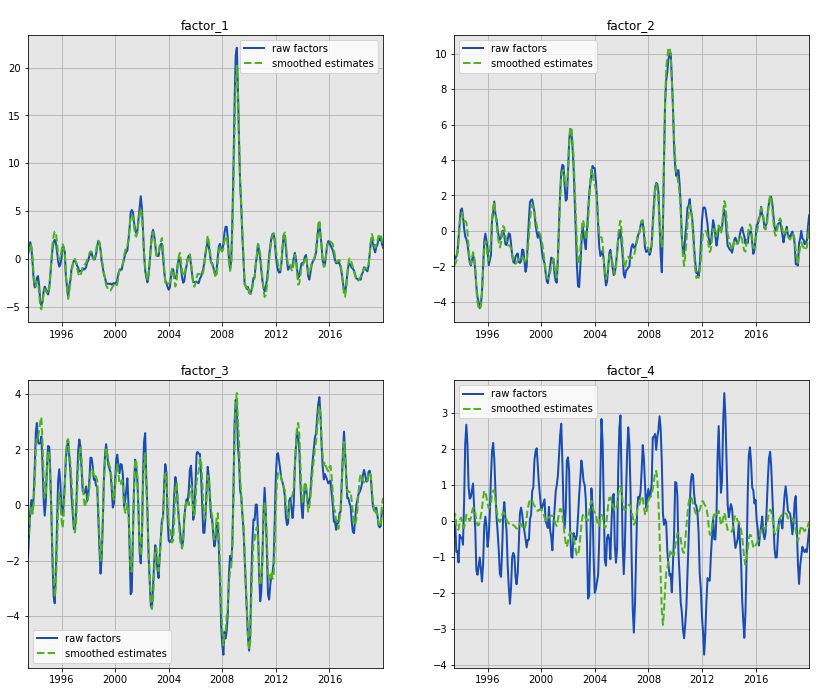 factor_1
20
15
10
5
0
−5
raw factors
smoothed estimates
1996 2000 2004 2008 2012 2016
factor_2
10
8
6
4
2
0
−2
−4
raw factors
smoothed estimates
1996 2000 2004 2008 2012 2016
factor_3
4
2
0
−2
−4
raw factors
smoothed estimates
1996 2000 2004 2008 2012 2016
factor_4
3
2
1
0
−1
−2
−3
−4
raw factors
smoothed estimates
1996 2000 2004 2008 2012 2016